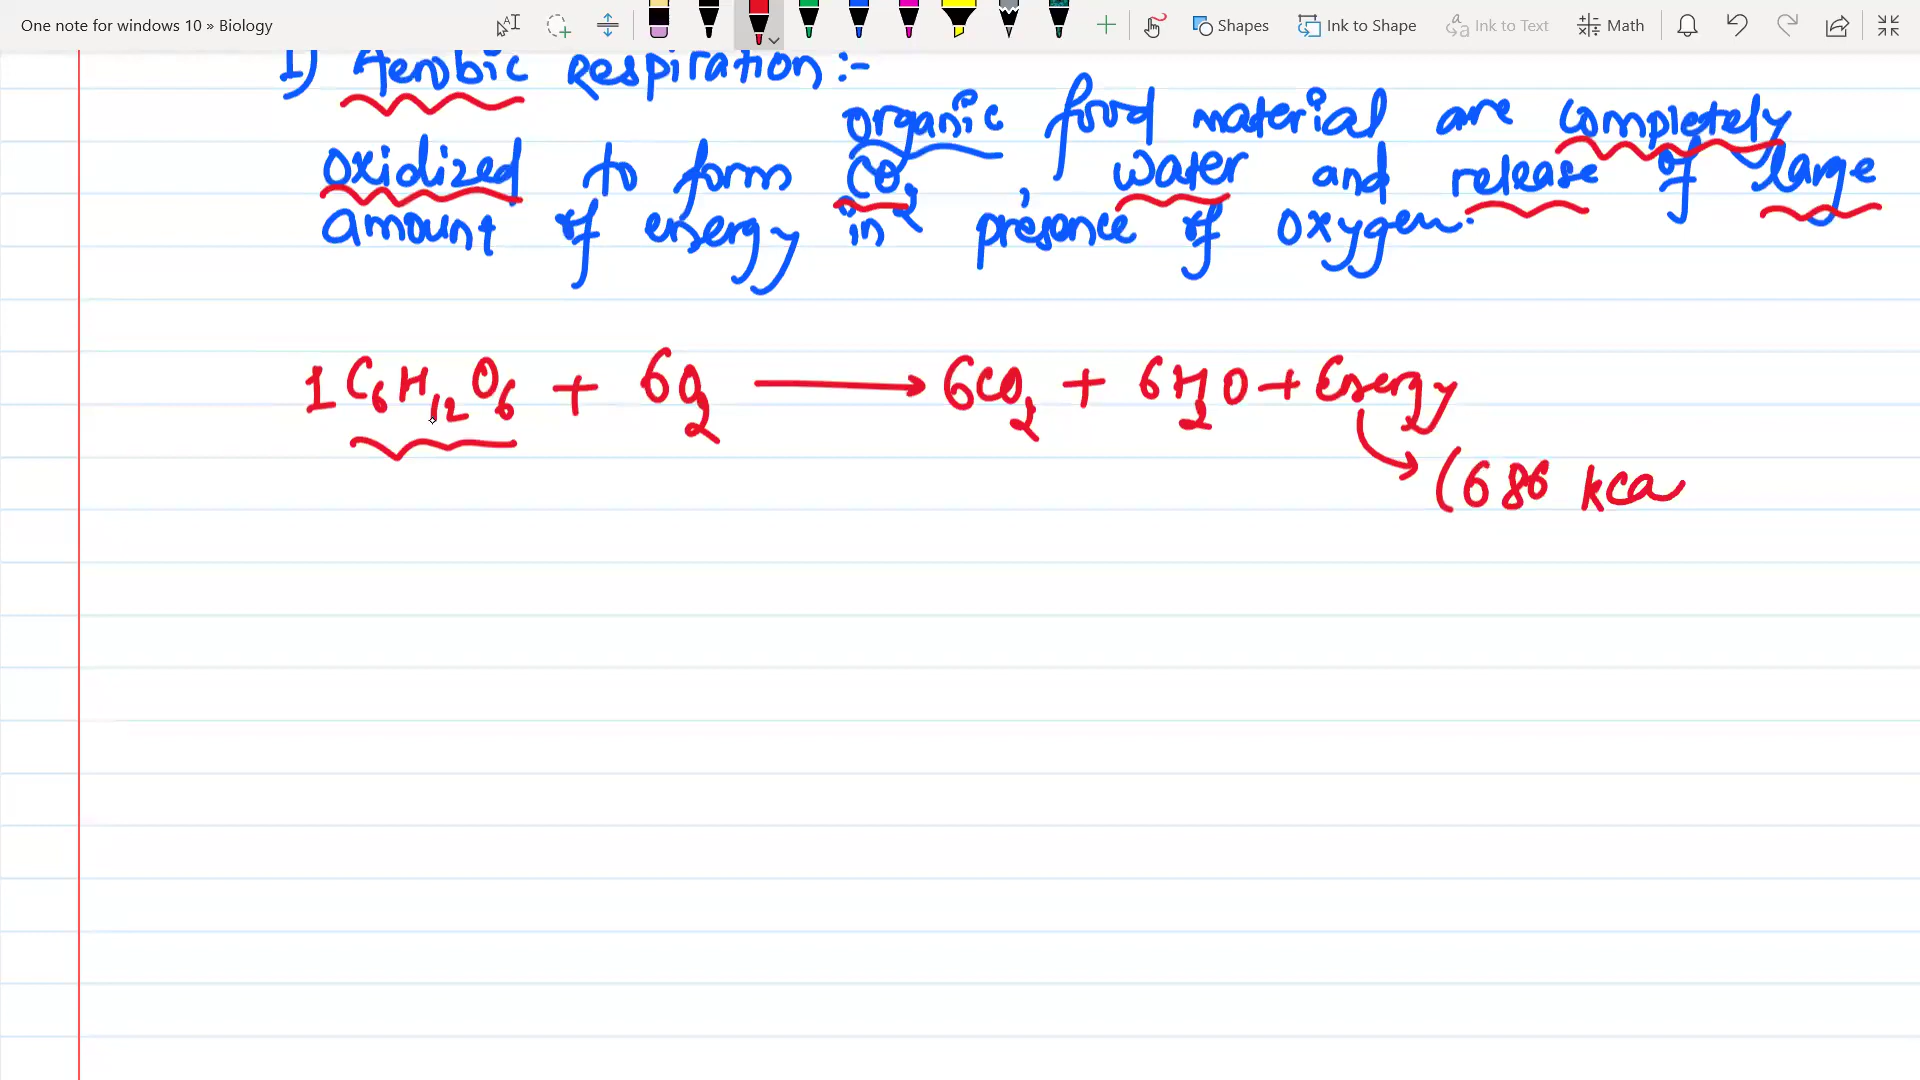 One note for windows 10 » Biology Shapes Ink to Shape Ink to Text Math
1) Aerobic Respiration :-
organic food material are completely
oxidized to form CO₂, water and release of large
amount of energy in presence of oxygen.
1 C₆H₁₂O₆ + 6O₂ ⟶ 6CO₂ + 6H₂O + Energy
(686 kca